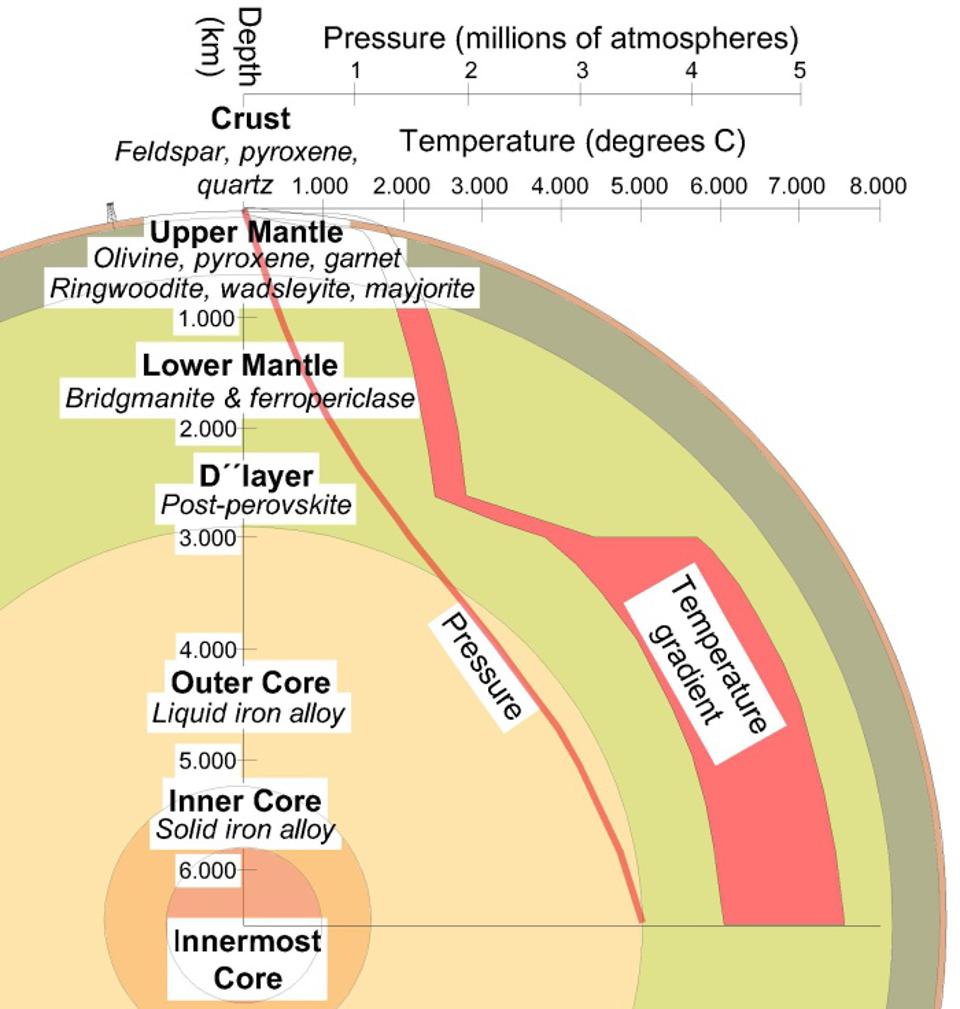 Depth
(km)
Pressure (millions of atmospheres)
1 2 3 4 5
Crust
Feldspar, pyroxene,
quartz
Temperature (degrees C)
1.000 2.000 3.000 4.000 5.000 6.000 7.000 8.000
Upper Mantle
Olivine, pyroxene, garnet
Ringwoodite, wadsleyite, mayjorite
1.000
Lower Mantle
Bridgmanite & ferropericlase
2.000
D´´layer
Post-perovskite
3.000
Pressure
Temperature
gradient
4.000
Outer Core
Liquid iron alloy
5.000
Inner Core
Solid iron alloy
6.000
Innermost
Core